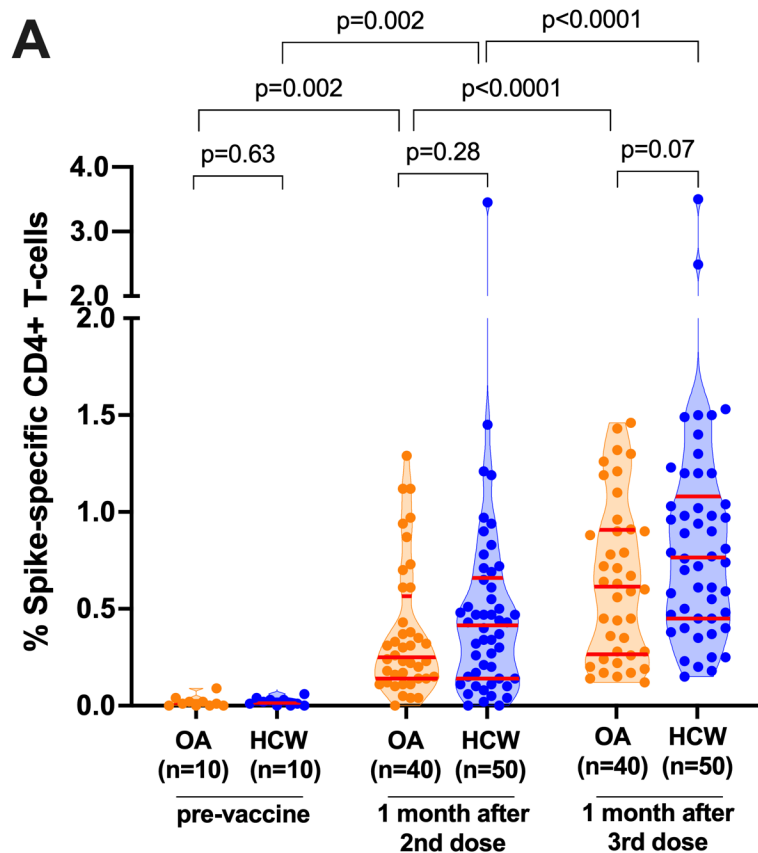 A
p=0.002
p<0.0001
p=0.002
p<0.0001
p=0.63
p=0.28
p=0.07
% Spike-specific CD4+ T-cells
4.0
3.0
2.0
2.0
1.5
1.0
0.5
0.0
OA
(n=10)
HCW
(n=10)
OA
(n=40)
HCW
(n=50)
OA
(n=40)
HCW
(n=50)
pre-vaccine
1 month after
2nd dose
1 month after
3rd dose